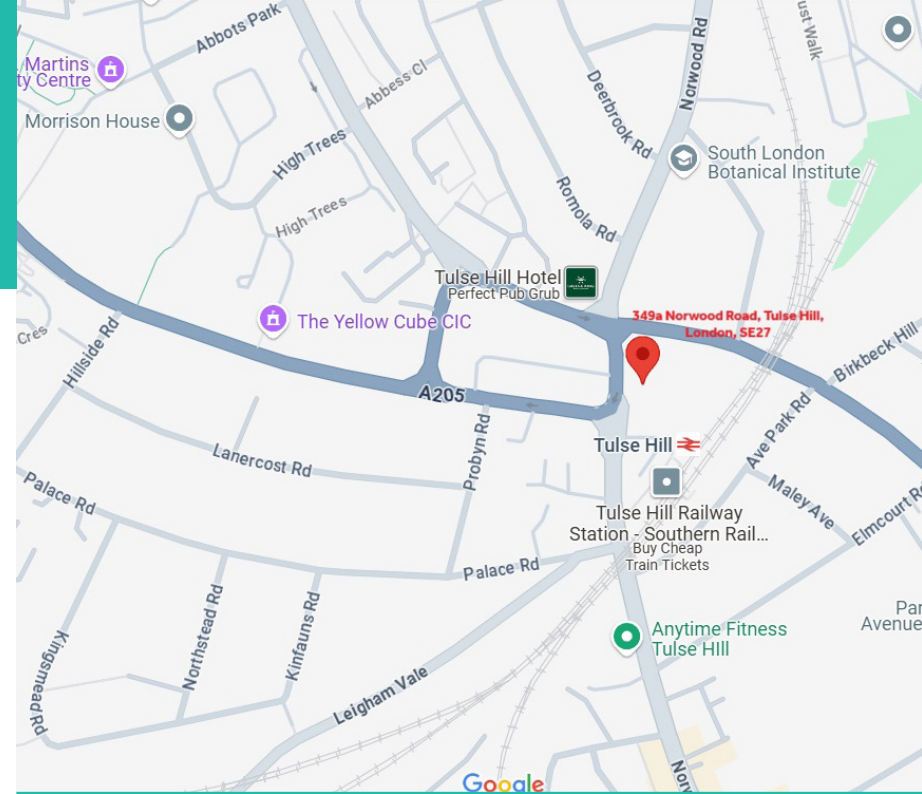 Abbots Park
Norwood Rd
ust Walk
Martins
ty Centre
Abbess Cl
Deerbrook Rd
Morrison House
High Trees
South London
Botanical Institute
High Trees
Romola Rd
Tulse Hill Hotel
Perfect Pub Grub
349a Norwood Road, Tulse Hill,
London, SE27
The Yellow Cube CIC
Cres
Hillside Rd
Birkbeck Hill
A205
Ave Park Rd
Probyn Rd
Tulse Hill
Lanercost Rd
Palace Rd
Maley Ave
Elmcourt R
Tulse Hill Railway
Station - Southern Rail...
Buy Cheap
Train Tickets
Palace Rd
Northstead Rd
Kinfauns Rd
Par
Avenue
Anytime Fitness
Tulse HIll
Kingsmead Rd
Leigham Vale
Norw
Google